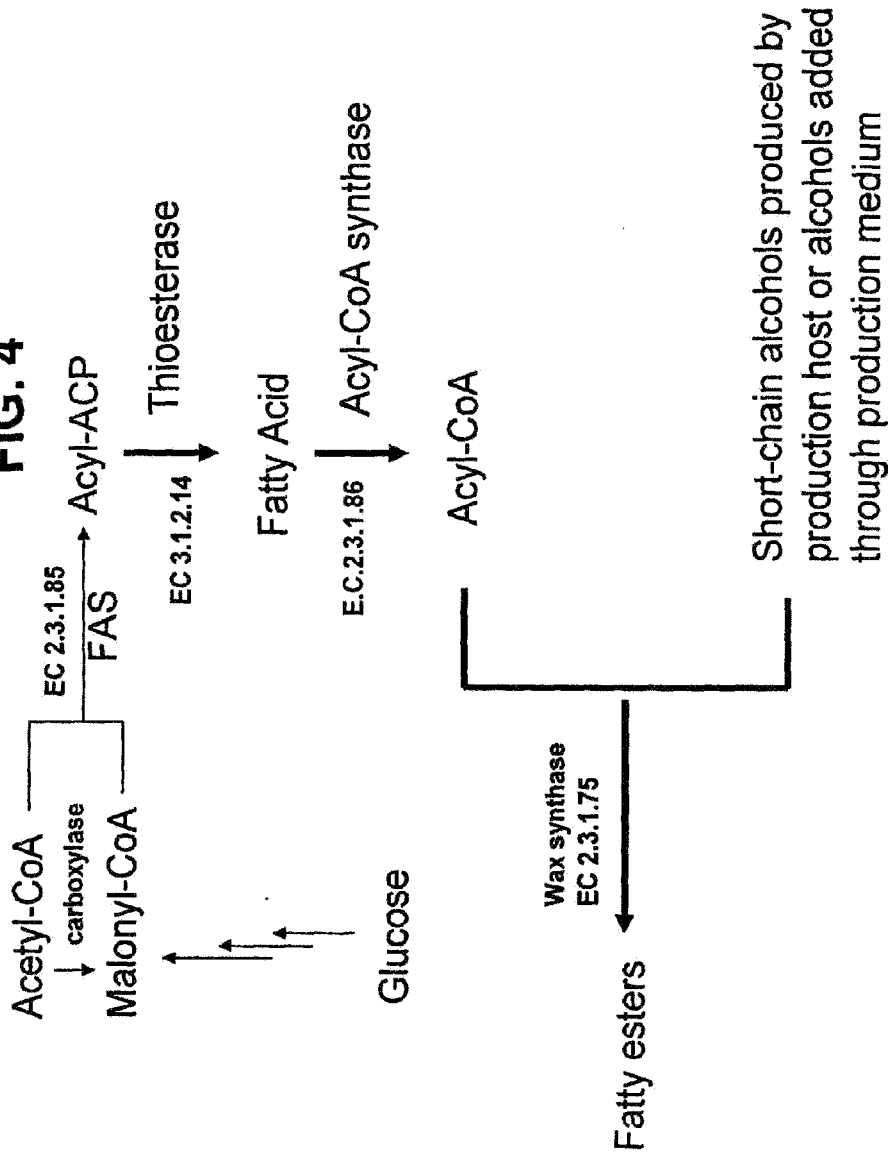 FIG. 4
Acetyl-CoA
carboxylase
Malonyl-CoA
Glucose
EC 2.3.1.85
FAS
Acyl-ACP
EC 3.1.2.14
Thioesterase
Fatty Acid
E.C.2.3.1.86
Acyl-CoA synthase
Acyl-CoA
Short-chain alcohols produced by
production host or alcohols added
through production medium
Wax synthase
EC 2.3.1.75
Fatty esters